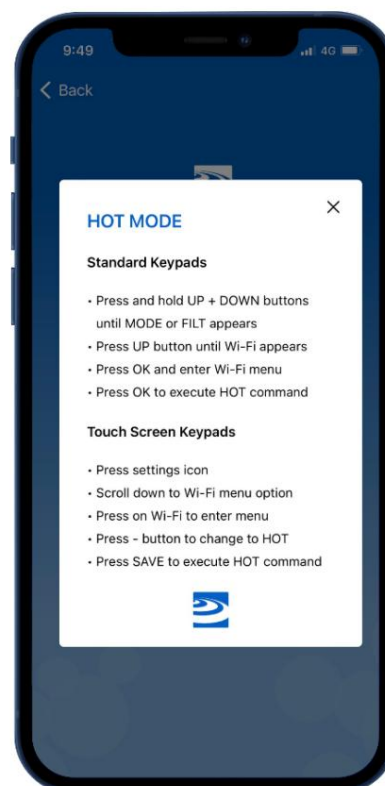 9:49
4G
Back
HOT MODE
Standard Keypads
• Press and hold UP + DOWN buttons
until MODE or FILT appears
• Press UP button until Wi-Fi appears
• Press OK and enter Wi-Fi menu
• Press OK to execute HOT command
Touch Screen Keypads
• Press settings icon
• Scroll down to Wi-Fi menu option
• Press on Wi-Fi to enter menu
• Press - button to change to HOT
• Press SAVE to execute HOT command